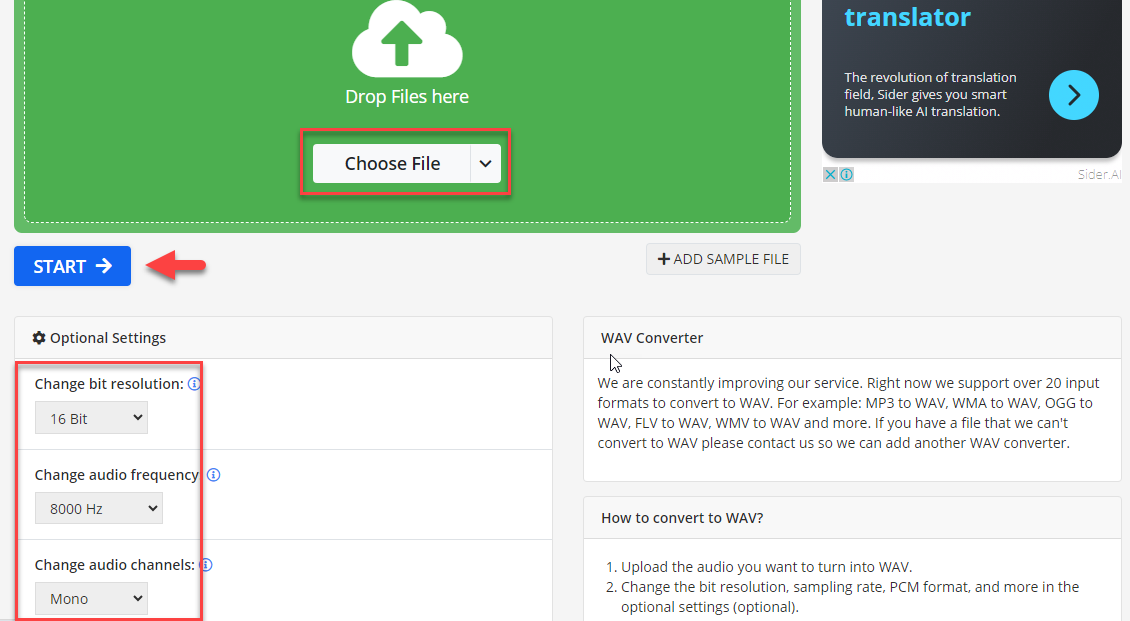 translator
The revolution of translation
field, Sider gives you smart
human-like AI translation.
Sider.AI
Drop Files here
Choose File
START
ADD SAMPLE FILE
Optional Settings
Change bit resolution:
16 Bit
Change audio frequency
8000 Hz
Change audio channels:
Mono
WAV Converter
We are constantly improving our service. Right now we support over 20 input
formats to convert to WAV. For example: MP3 to WAV, WMA to WAV, OGG to
WAV, FLV to WAV, WMV to WAV and more. If you have a file that we can't
convert to WAV please contact us so we can add another WAV converter.
How to convert to WAV?
1. Upload the audio you want to turn into WAV.
2. Change the bit resolution, sampling rate, PCM format, and more in the
optional settings (optional).